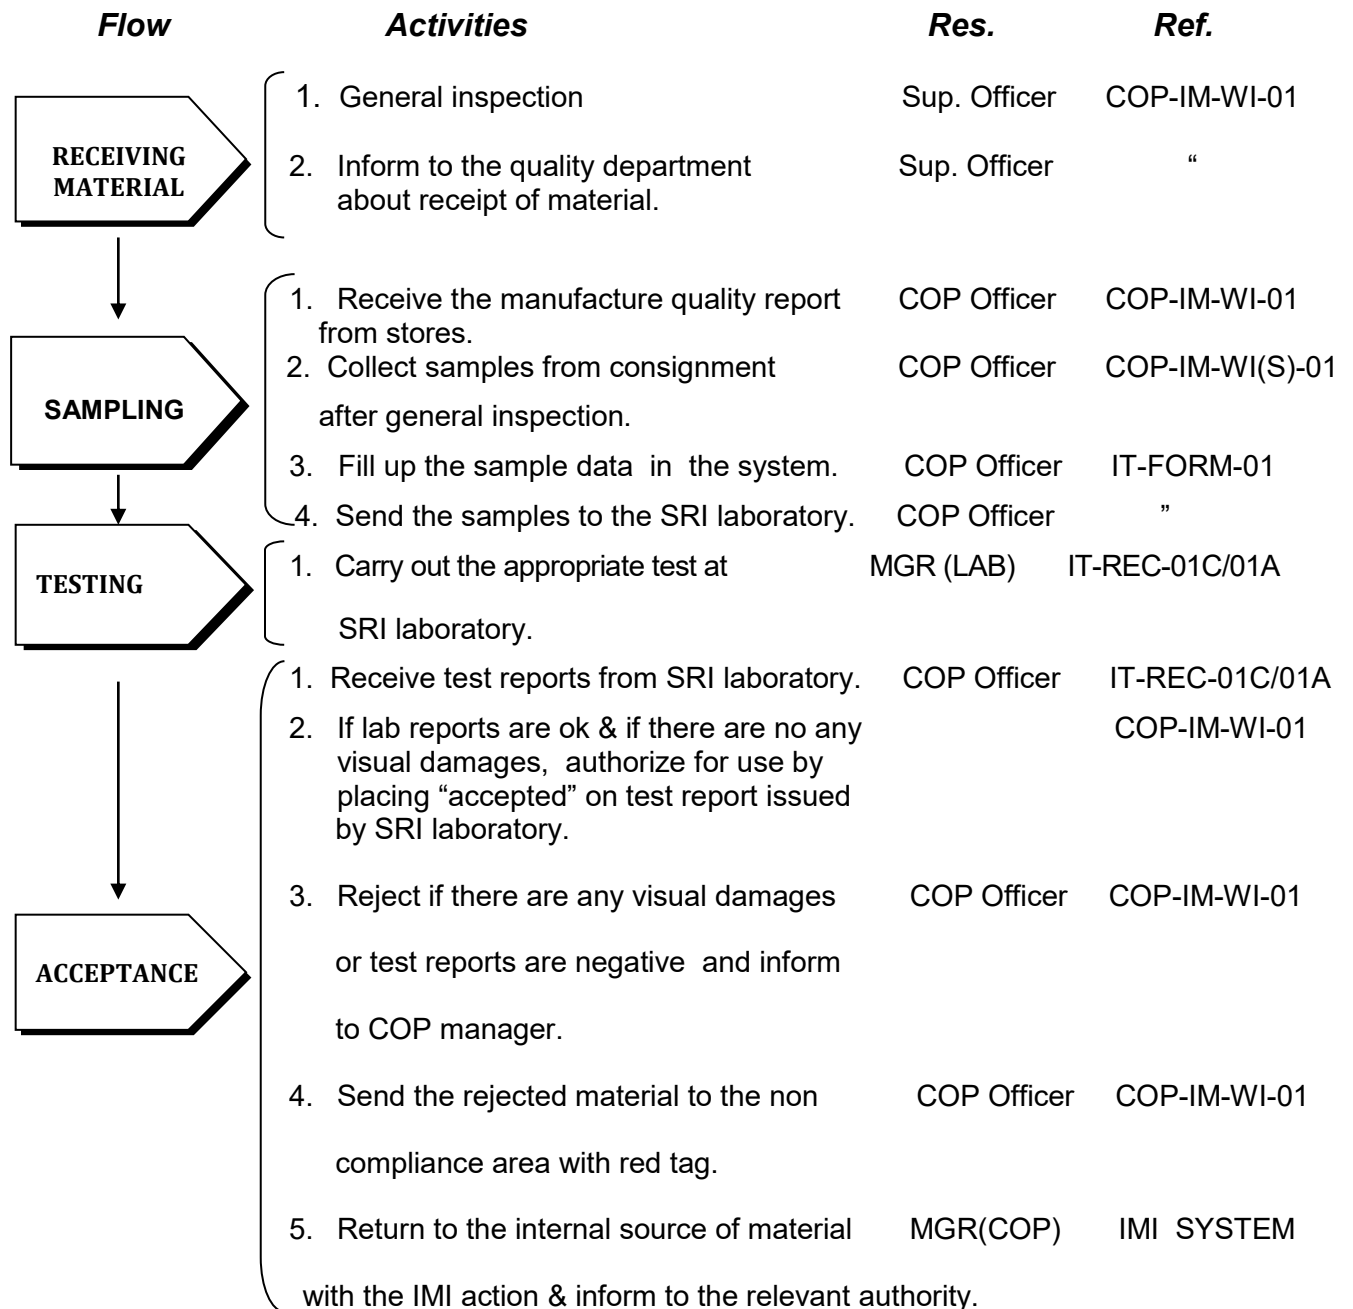 Flow Activities Res. Ref.
1. General inspection Sup. Officer COP-IM-WI-01
RECEIVING
MATERIAL
2. Inform to the quality department Sup. Officer “
about receipt of material.
1. Receive the manufacture quality report COP Officer COP-IM-WI-01
from stores.
2. Collect samples from consignment COP Officer COP-IM-WI(S)-01
SAMPLING
after general inspection.
3. Fill up the sample data in the system. COP Officer IT-FORM-01
4. Send the samples to the SRI laboratory. COP Officer ”
TESTING
1. Carry out the appropriate test at MGR (LAB) IT-REC-01C/01A
SRI laboratory.
1. Receive test reports from SRI laboratory. COP Officer IT-REC-01C/01A
2. If lab reports are ok & if there are no any COP-IM-WI-01
visual damages, authorize for use by
placing “accepted” on test report issued
by SRI laboratory.
3. Reject if there are any visual damages COP Officer COP-IM-WI-01
ACCEPTANCE
or test reports are negative and inform
to COP manager.
4. Send the rejected material to the non COP Officer COP-IM-WI-01
compliance area with red tag.
5. Return to the internal source of material MGR(COP) IMI SYSTEM
with the IMI action & inform to the relevant authority.